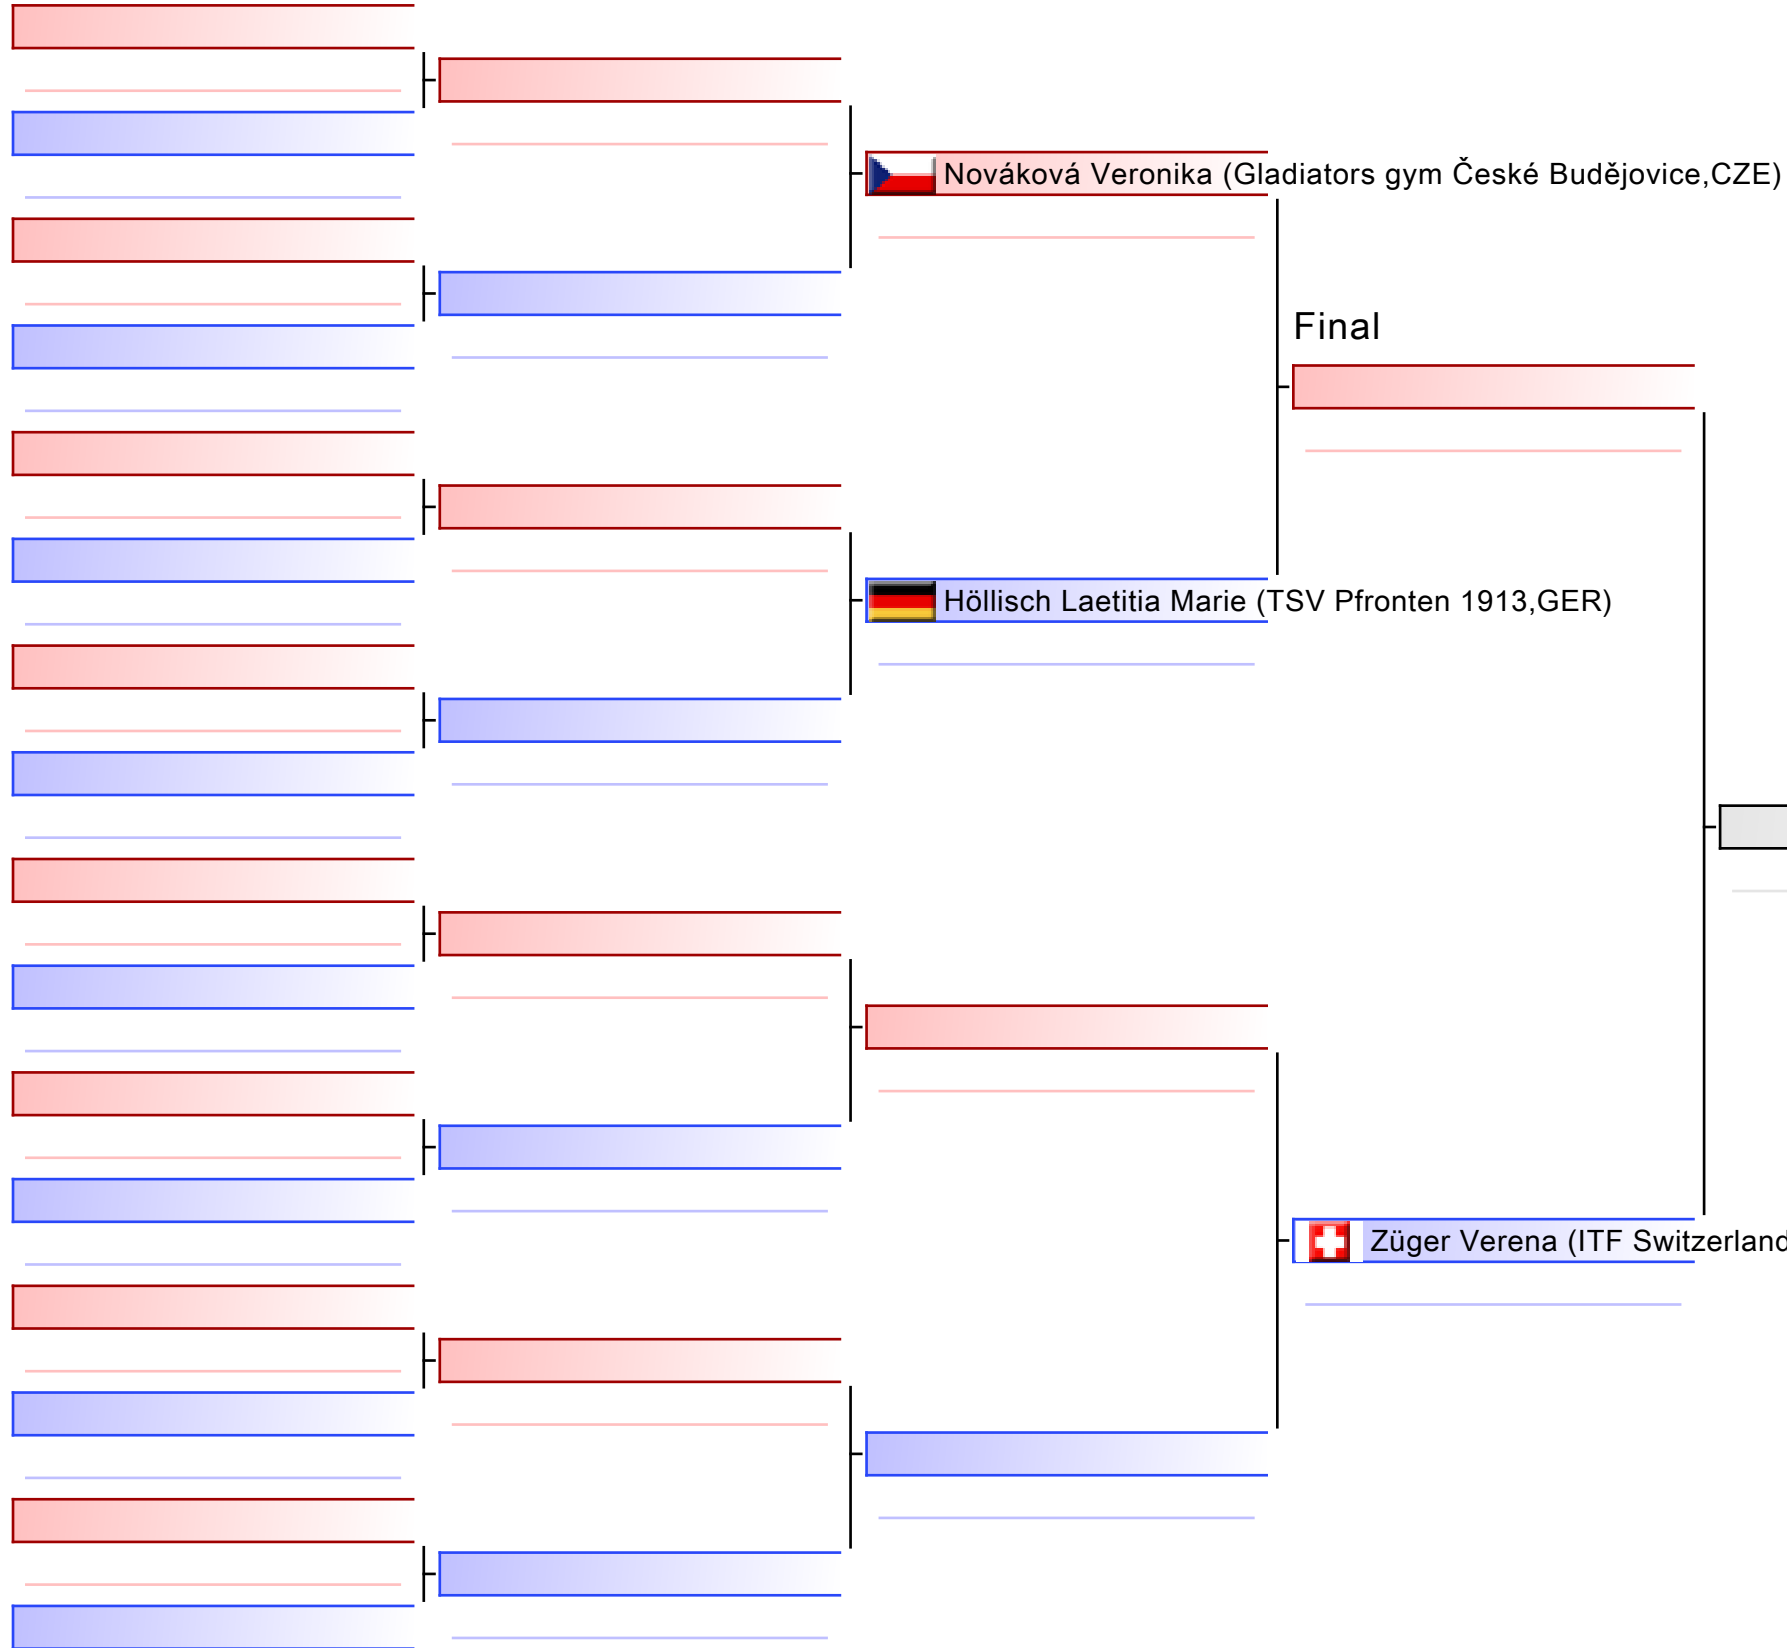 Nováková Veronika (Gladiators gym České Budějovice,CZE)
Final
Höllisch Laetitia Marie (TSV Pfronten 1913,GER)
Züger Verena (ITF Switzerland